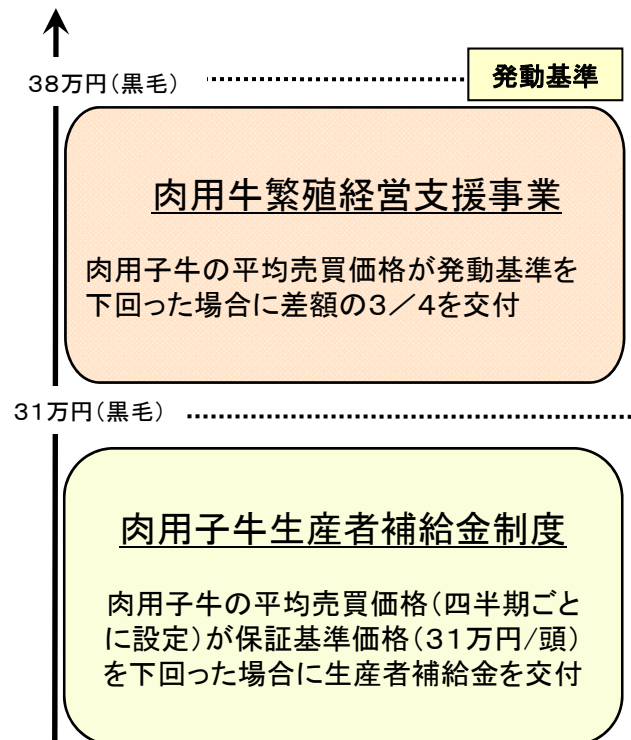 38万円(黒毛)
発動基準
肉用牛繁殖経営支援事業
肉用子牛の平均売買価格が発動基準を
下回った場合に差額の3/4を交付
31万円(黒毛)
肉用子牛生産者補給金制度
肉用子牛の平均売買価格(四半期ごと
に設定)が保証基準価格(31万円/頭)
を下回った場合に生産者補給金を交付